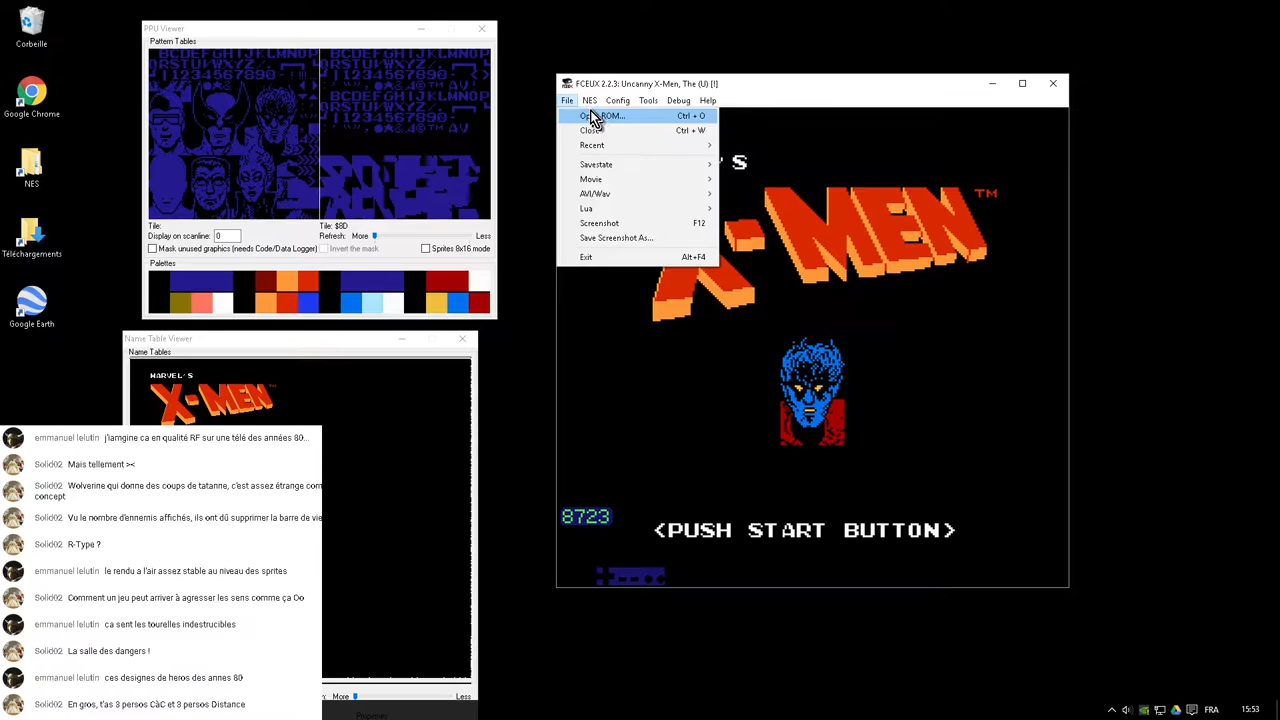 Corbeille
Google Chrome
NES
Téléchargements
Google Earth
PPU Viewer
Pattern Tables
Tile:
Tile: $8D
Display on scanline: 0
Refresh: More
Less
Mask unused graphics (needs Code/Data Logger)
Invert the mask
Sprites 8x16 mode
Palettes
Name Table Viewer
Name Tables
MARVEL'S
X-MEN TM
More
Less
emmanuel lelutin j'iamgine ca en qualité RF sur une télé des années 80...
Solid02 Mais tellement ><
Solid02 Wolverine qui donne des coups de tatanne, c'est assez étrange com
concept
Solid02 Vu le nombre d'ennemis affichés, ils ont dû supprimer la barre de vie
Solid02 R-Type ?
emmanuel lelutin le rendu a l'air assez stable au niveau des sprites
Solid02 Comment un jeu peut arriver à agresser les sens comme ça Oo
emmanuel lelutin ca sent les tourelles indestrucibles
Solid02 La salle des dangers !
emmanuel lelutin ces designes de heros des annes 80
Solid02 En gros, t'as 3 persos CàC et 3 persos Distance
FCEUX 2.2.3: Uncanny X-Men, The (U) [!]
File NES Config Tools Debug Help
ROM... Ctrl + O
Close Ctrl + W
Recent
Savestate
Movie
AVI/Wav
Lua
Screenshot F12
Save Screenshot As...
Exit Alt+F4
X-MEN TM
8723
<PUSH START BUTTON>
FRA
15:53